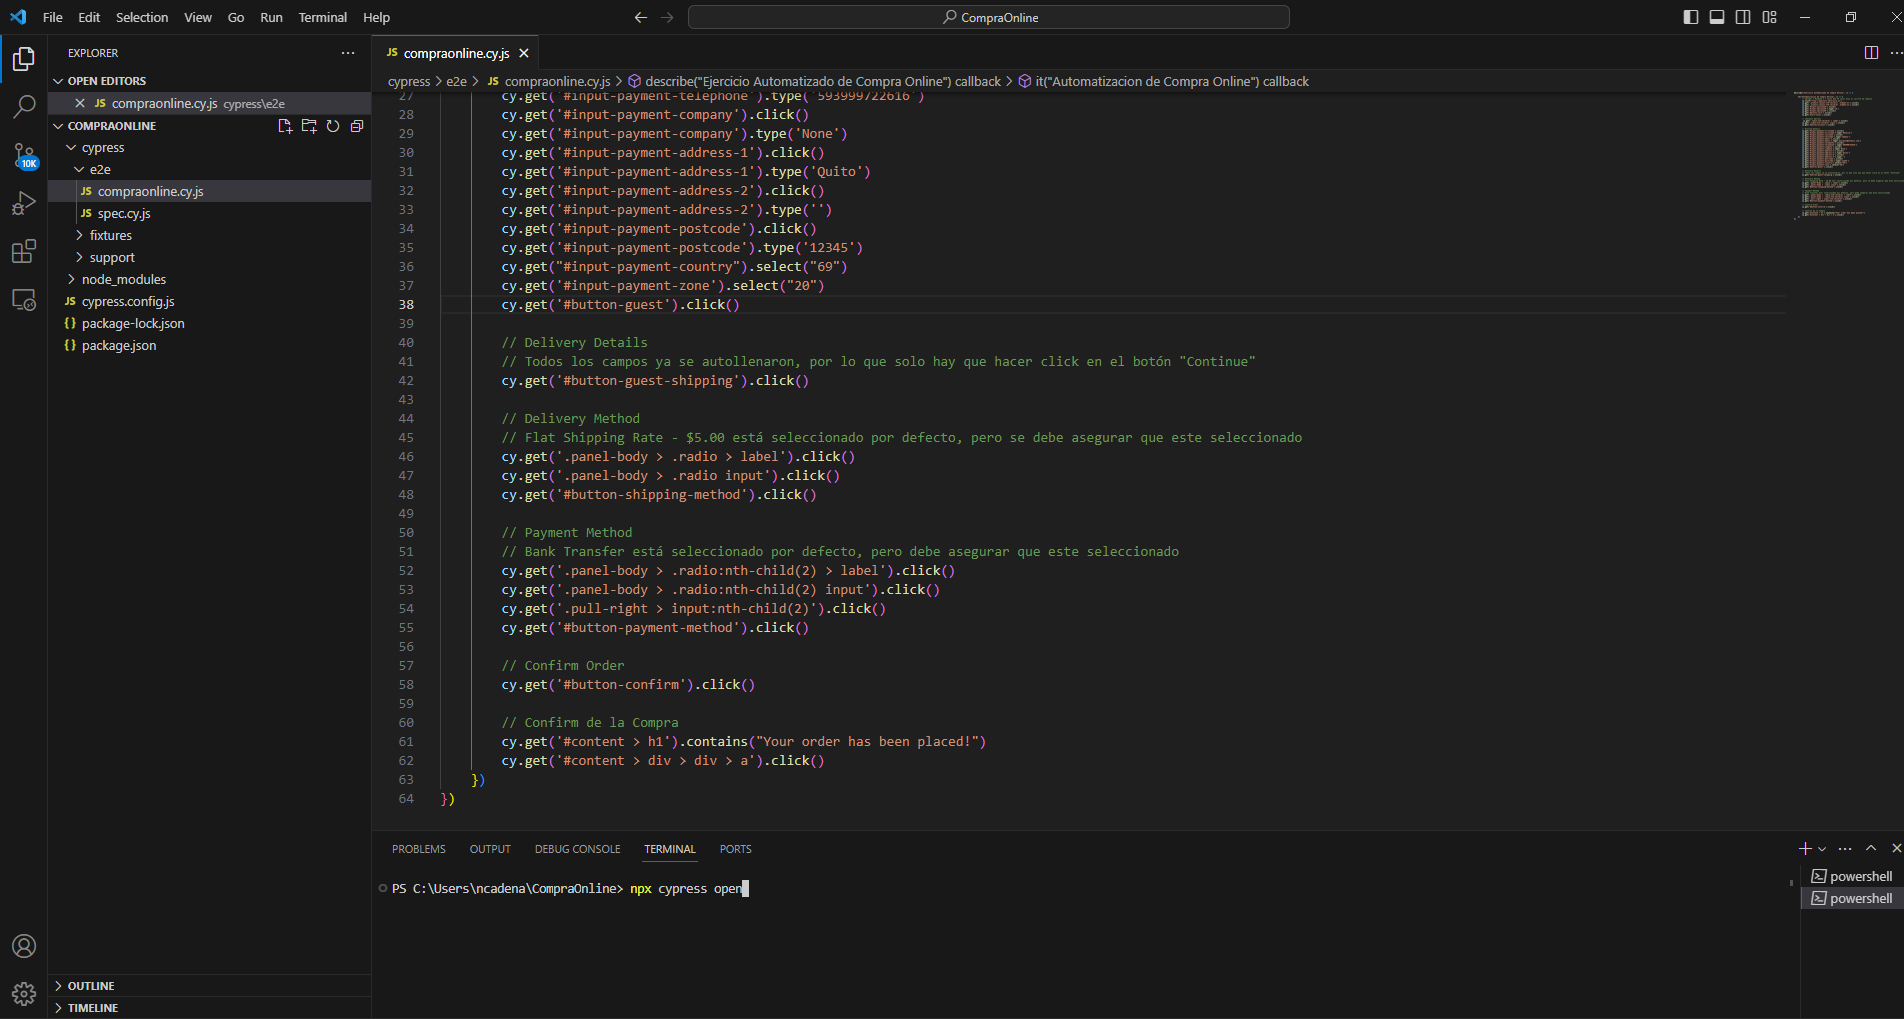 File Edit Selection View Go Run Terminal Help
CompraOnline
EXPLORER
OPEN EDITORS
JS compraonline.cy.js cypress\e2e
COMPRAONLINE
cypress
e2e
JS compraonline.cy.js
JS spec.cy.js
fixtures
support
node_modules
JS cypress.config.js
{} package-lock.json
{} package.json
10K
OUTLINE
TIMELINE
JS compraonline.cy.js
cypress > e2e > JS compraonline.cy.js > describe("Ejercicio Automatizado de Compra Online") callback > it("Automatizacion de Compra Online") callback
27 cy.get('#input-payment-telephone').type('593999722616')
28 cy.get('#input-payment-company').click()
29 cy.get('#input-payment-company').type('None')
30 cy.get('#input-payment-address-1').click()
31 cy.get('#input-payment-address-1').type('Quito')
32 cy.get('#input-payment-address-2').click()
33 cy.get('#input-payment-address-2').type('')
34 cy.get('#input-payment-postcode').click()
35 cy.get('#input-payment-postcode').type('12345')
36 cy.get("#input-payment-country").select("69")
37 cy.get('#input-payment-zone').select("20")
38 cy.get('#button-guest').click()
39
40 // Delivery Details
41 // Todos los campos ya se autollenaron, por lo que solo hay que hacer click en el botón "Continue"
42 cy.get('#button-guest-shipping').click()
43
44 // Delivery Method
45 // Flat Shipping Rate - $5.00 está seleccionado por defecto, pero se debe asegurar que este seleccionado
46 cy.get('.panel-body > .radio > label').click()
47 cy.get('.panel-body > .radio input').click()
48 cy.get('#button-shipping-method').click()
49
50 // Payment Method
51 // Bank Transfer está seleccionado por defecto, pero debe asegurar que este seleccionado
52 cy.get('.panel-body > .radio:nth-child(2) > label').click()
53 cy.get('.panel-body > .radio:nth-child(2) input').click()
54 cy.get('.pull-right > input:nth-child(2)').click()
55 cy.get('#button-payment-method').click()
56
57 // Confirm Order
58 cy.get('#button-confirm').click()
59
60 // Confirm de la Compra
61 cy.get('#content > h1').contains("Your order has been placed!")
62 cy.get('#content > div > div > a').click()
63 })
64 })
PROBLEMS OUTPUT DEBUG CONSOLE TERMINAL PORTS
PS C:\Users\ncadena\CompraOnline> npx cypress open
powershell
powershell